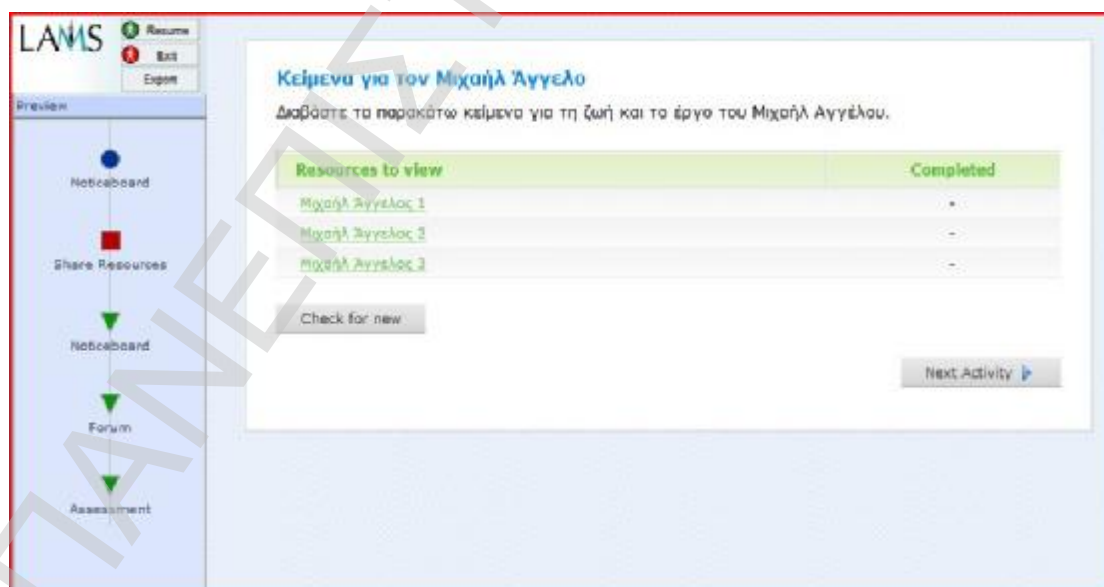 LAMS
Resume
Exit
Export
Preview
Noticeboard
Share Resources
Noticeboard
Forum
Assessment
Κείμενα για τον Μιχαήλ Άγγελο
Διαβάστε τα παρακάτω κείμενα για τη ζωή και το έργο του Μιχαήλ Αγγέλου.
Resources to view Completed
Μιχαήλ Άγγελος 1 -
Μιχαήλ Άγγελος 2 -
Μιχαήλ Άγγελος 3 -
Check for new
Next Activity